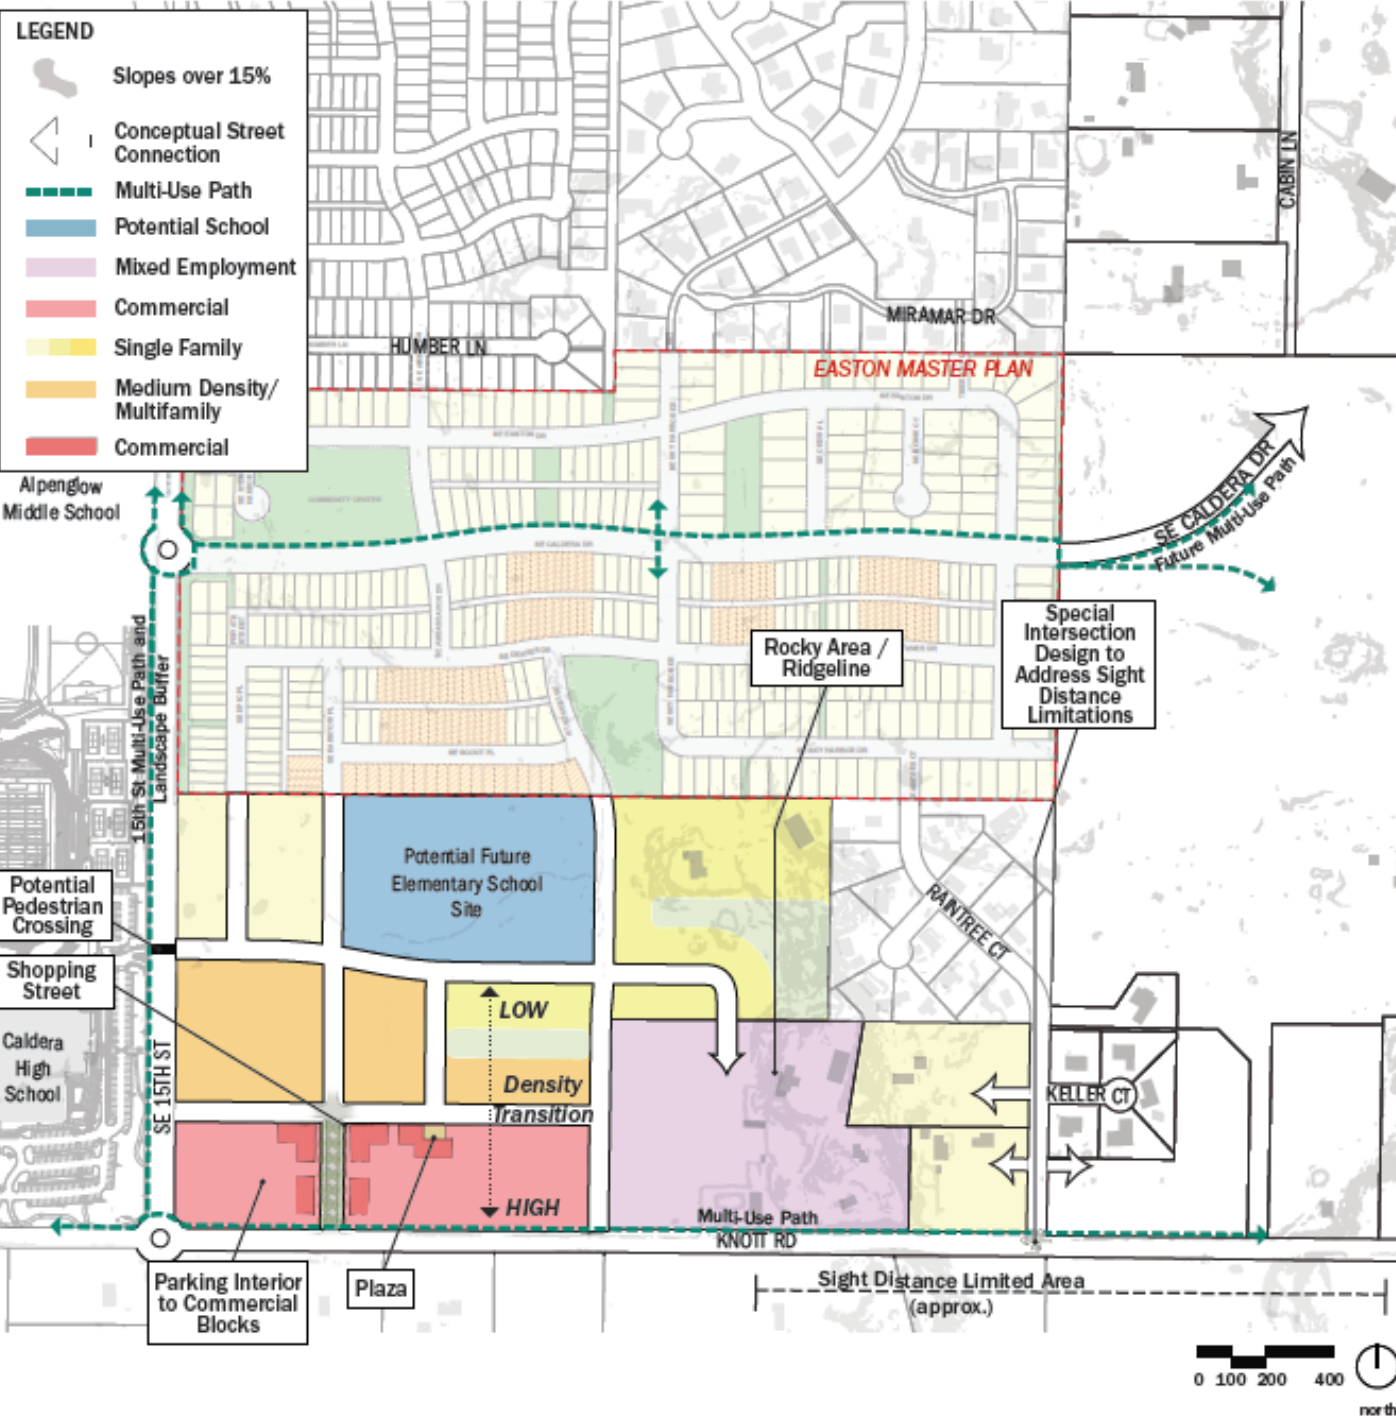 LEGEND
Slopes over 15%
Conceptual Street
Connection
Multi-Use Path
Potential School
Mixed Employment
Commercial
Single Family
Medium Density/
Multifamily
Commercial
HUMBER LN
MIRAMAR DR
CABIN LN
EASTON MASTER PLAN
Alpenglow
Middle School
COMMUNITY CENTER
SE CALDERA DR
SE CALDERA DR
Future Multi-Use Path
15th St Multi-Use Path and
Landscape Buffer
Rocky Area /
Ridgeline
Special
Intersection
Design to
Address Sight
Distance
Limitations
Potential Future
Elementary School
Site
RAINTREE CT
Potential
Pedestrian
Crossing
Shopping
Street
Caldera
High
School
SE 15TH ST
LOW
Density
Transition
HIGH
KELLER CT
Multi-Use Path
KNOTT RD
Parking Interior
to Commercial
Blocks
Plaza
Sight Distance Limited Area
(approx.)
0 100 200 400
north